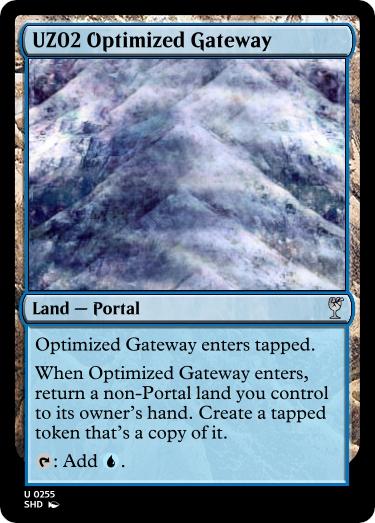 UZ02 Optimized Gateway
Land — Portal
Optimized Gateway enters tapped.
When Optimized Gateway enters,
return a non-Portal land you control
to its owner's hand. Create a tapped
token that's a copy of it.
: Add .
U 0255
SHD